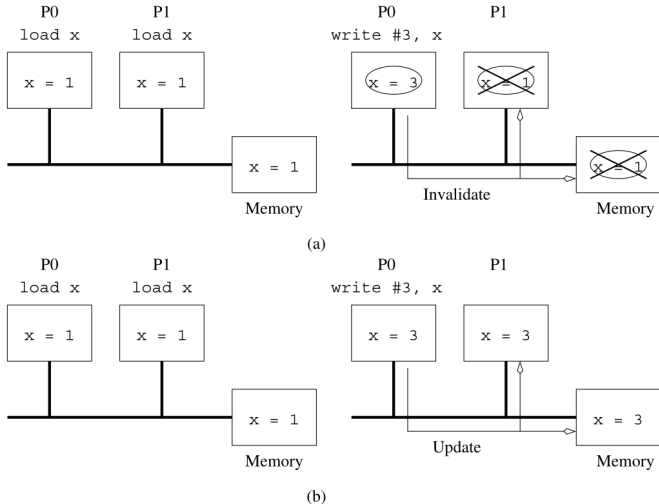 P0 P1 P0 P1
load x load x write #3, x
x = 1 x = 1 x = 3 x = 1
x = 1 x = 1
Invalidate
Memory Memory
(a)
P0 P1 P0 P1
load x load x write #3, x
x = 1 x = 1 x = 3 x = 3
x = 1 x = 3
Update
Memory Memory
(b)